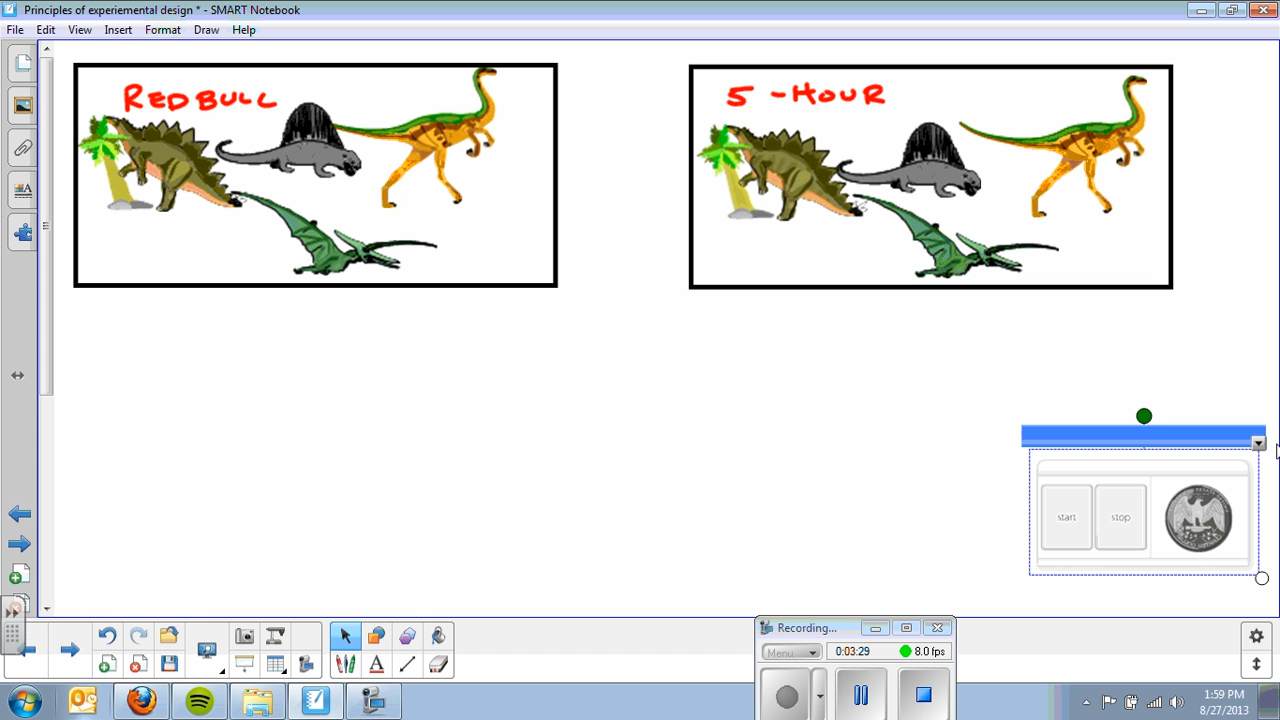 Principles of experiemental design * - SMART Notebook
File Edit View Insert Format Draw Help
REDBULL
5 -HOUR
start stop
Recording...
Menu 0:03:29 8.0 fps
1:59 PM
8/27/2013